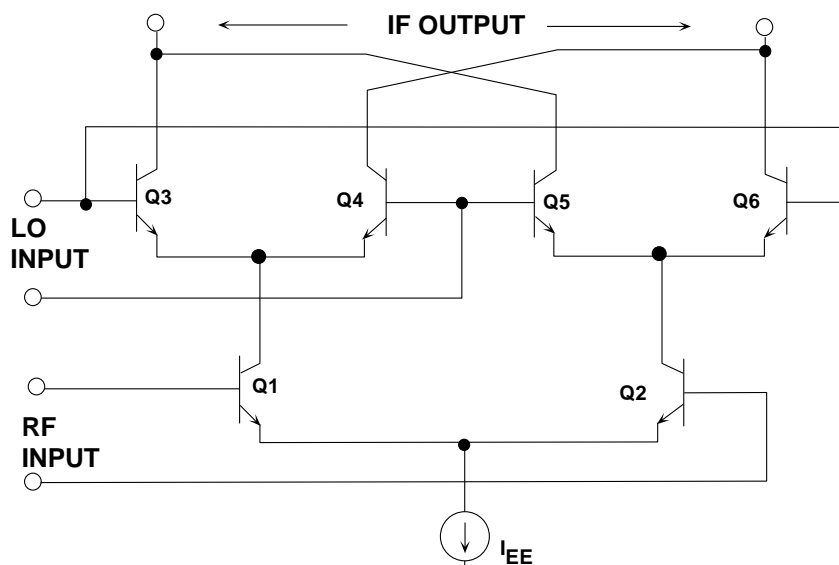 IF OUTPUT
Q3
Q4
Q5
Q6
LO
INPUT
Q1
Q2
RF
INPUT
IEE